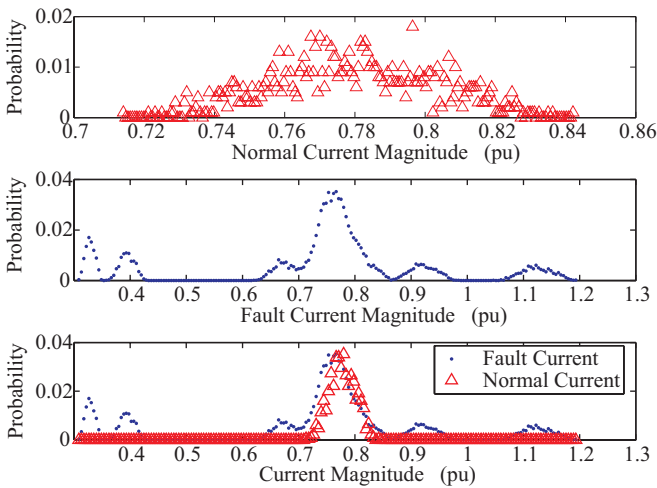 0.02
0.01
0
Probability
0.7 0.72 0.74 0.76 0.78 0.8 0.82 0.84 0.86
Normal Current Magnitude (pu)
0.04
0.02
0
Probability
0.4 0.5 0.6 0.7 0.8 0.9 1 1.1 1.2 1.3
Fault Current Magnitude (pu)
0.04
0.02
0
Probability
Fault Current
Normal Current
0.4 0.5 0.6 0.7 0.8 0.9 1 1.1 1.2 1.3
Current Magnitude (pu)